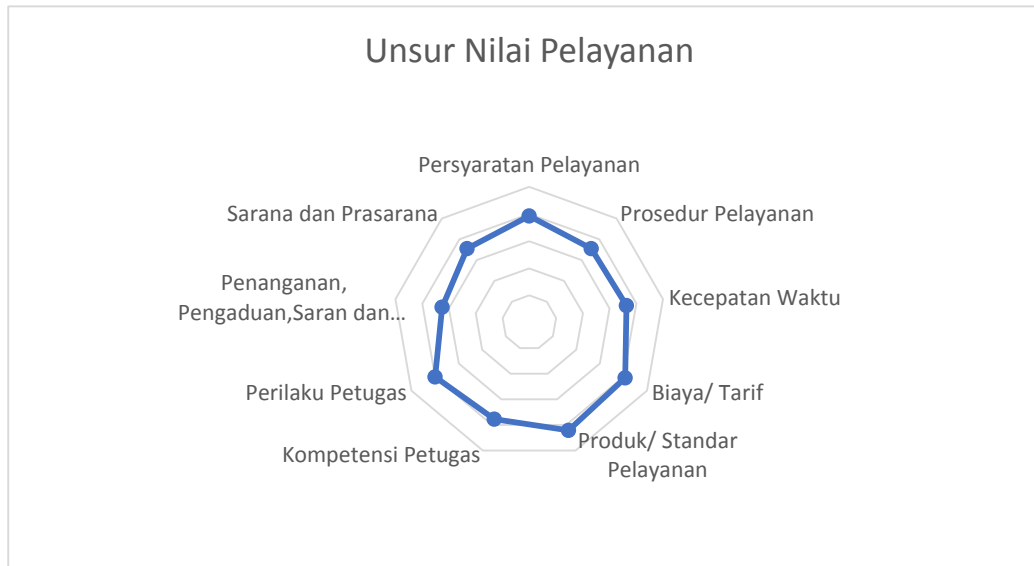 Unsur Nilai Pelayanan
Persyaratan Pelayanan
Prosedur Pelayanan
Kecepatan Waktu
Biaya/ Tarif
Produk/ Standar
Pelayanan
Kompetensi Petugas
Perilaku Petugas
Penanganan,
Pengaduan,Saran dan...
Sarana dan Prasarana